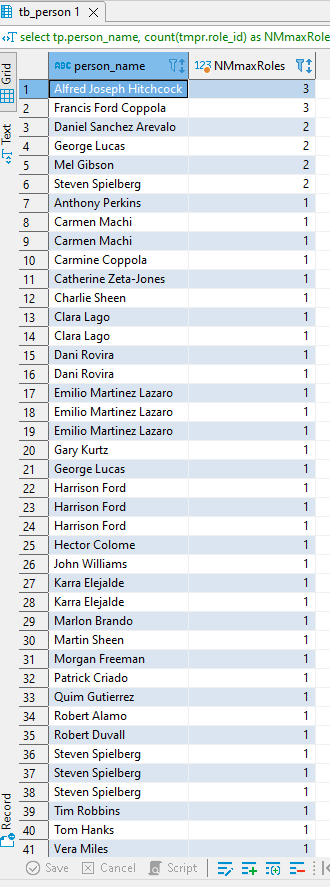 tb_person 1
select tp.person_name, count(tmpr.role_id) as NMmaxRole
Grid
Text
Record
ABC person_name 123 NMmaxRoles
1 Alfred Joseph Hitchcock 3
2 Francis Ford Coppola 3
3 Daniel Sanchez Arevalo 2
4 George Lucas 2
5 Mel Gibson 2
6 Steven Spielberg 2
7 Anthony Perkins 1
8 Carmen Machi 1
9 Carmen Machi 1
10 Carmine Coppola 1
11 Catherine Zeta-Jones 1
12 Charlie Sheen 1
13 Clara Lago 1
14 Clara Lago 1
15 Dani Rovira 1
16 Dani Rovira 1
17 Emilio Martinez Lazaro 1
18 Emilio Martinez Lazaro 1
19 Emilio Martinez Lazaro 1
20 Gary Kurtz 1
21 George Lucas 1
22 Harrison Ford 1
23 Harrison Ford 1
24 Harrison Ford 1
25 Hector Colome 1
26 John Williams 1
27 Karra Elejalde 1
28 Karra Elejalde 1
29 Marlon Brando 1
30 Martin Sheen 1
31 Morgan Freeman 1
32 Patrick Criado 1
33 Quim Gutierrez 1
34 Robert Alamo 1
35 Robert Duvall 1
36 Steven Spielberg 1
37 Steven Spielberg 1
38 Steven Spielberg 1
39 Tim Robbins 1
40 Tom Hanks 1
41 Vera Miles 1
Save Cancel Script